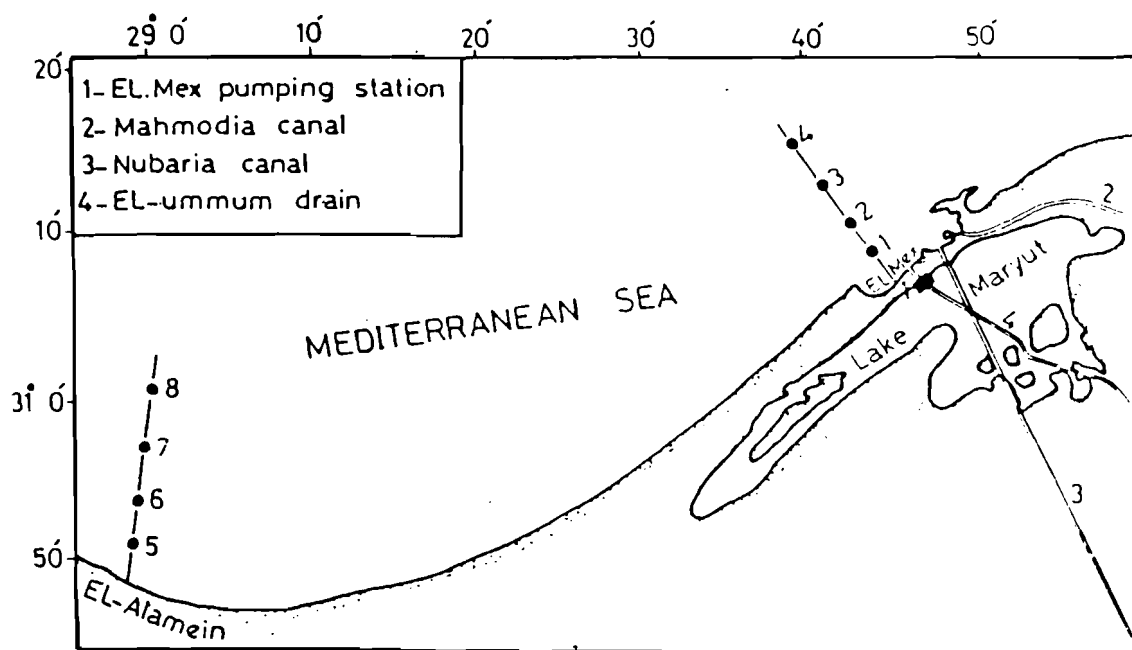 29° 0′ 10′ 20′ 30′ 40′ 50′
20′
1- EL.Mex pumping station
2- Mahmodia canal
3- Nubaria canal
4- EL-ummum drain
10′
4
3
2
1
2
EL Mex
Maryut
Lake
MEDITERRANEAN SEA
31° 0′
8
7
6
5
3
50′
EL-Alamein